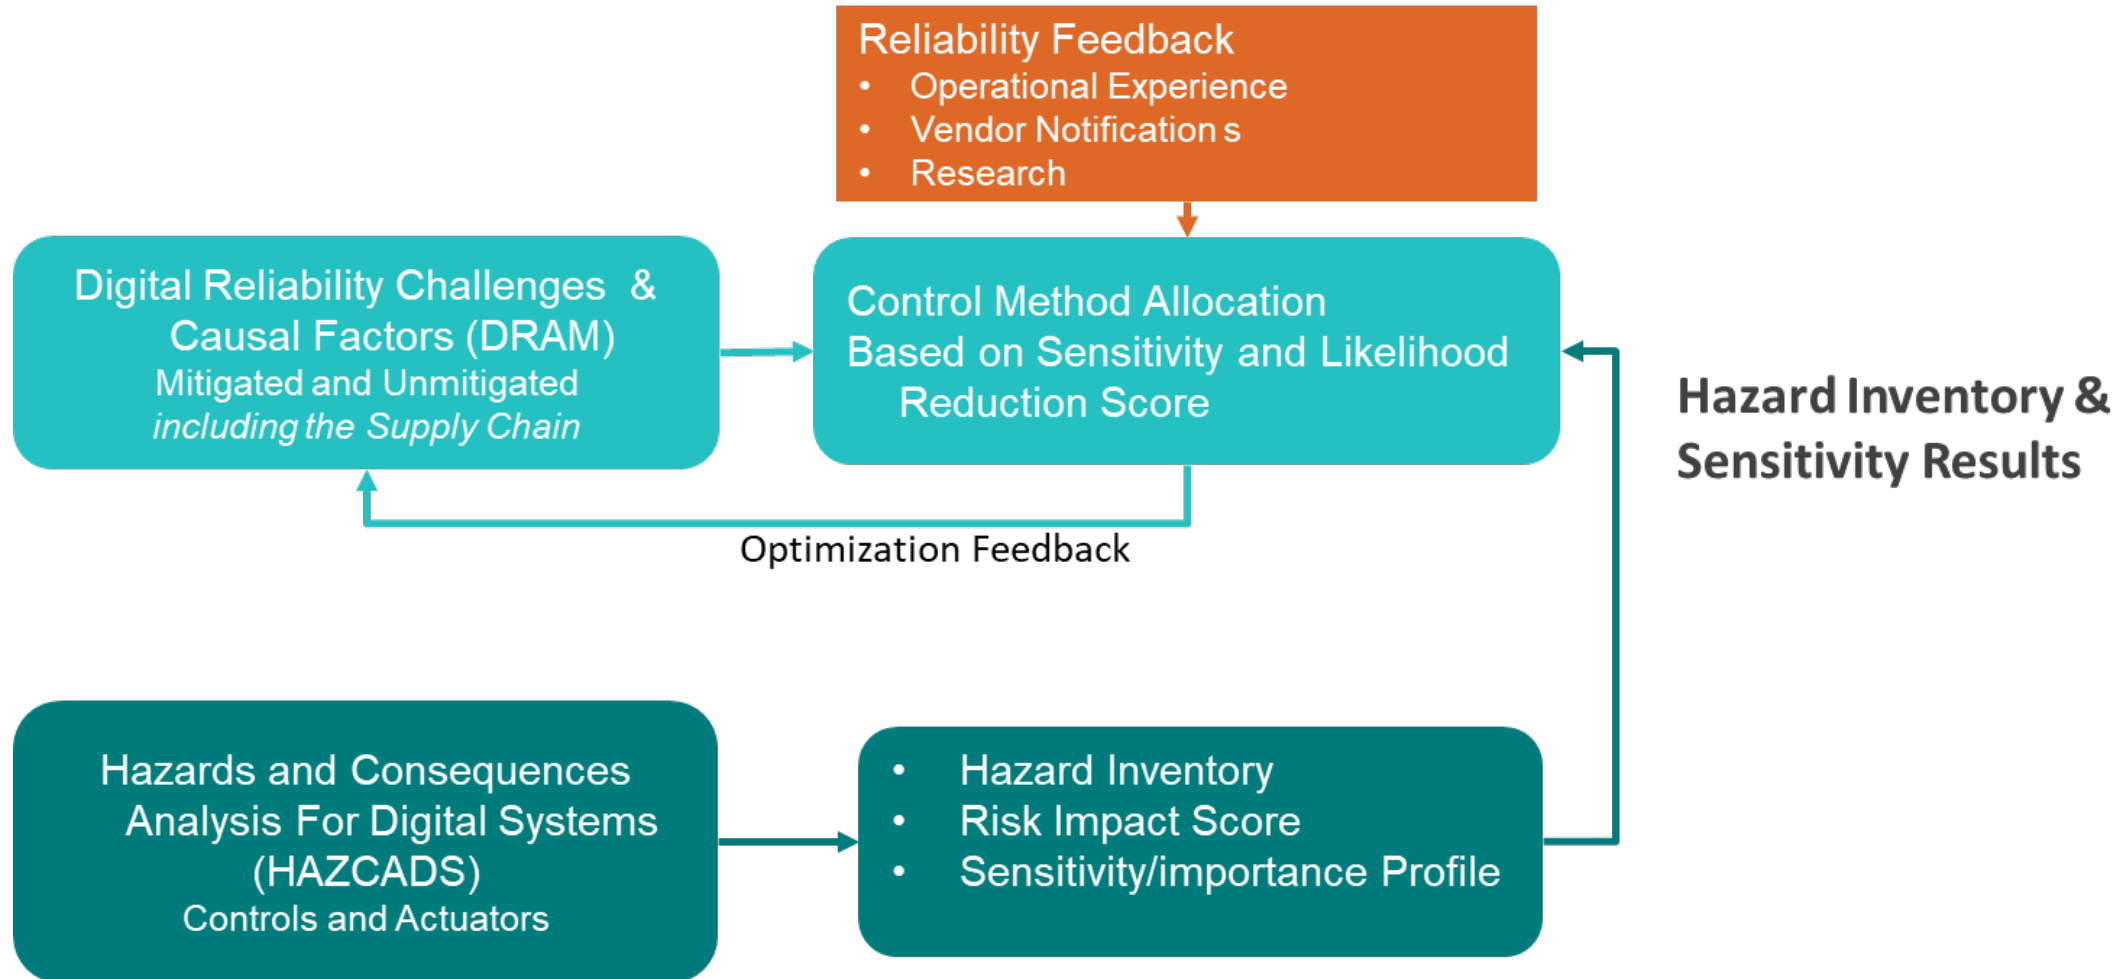 Reliability Feedback
• Operational Experience
• Vendor Notification s
• Research
Digital Reliability Challenges &
Causal Factors (DRAM)
Mitigated and Unmitigated
including the Supply Chain
Control Method Allocation
Based on Sensitivity and Likelihood
Reduction Score
Hazard Inventory &
Sensitivity Results
Optimization Feedback
Hazards and Consequences
Analysis For Digital Systems
(HAZCADS)
Controls and Actuators
• Hazard Inventory
• Risk Impact Score
• Sensitivity/importance Profile